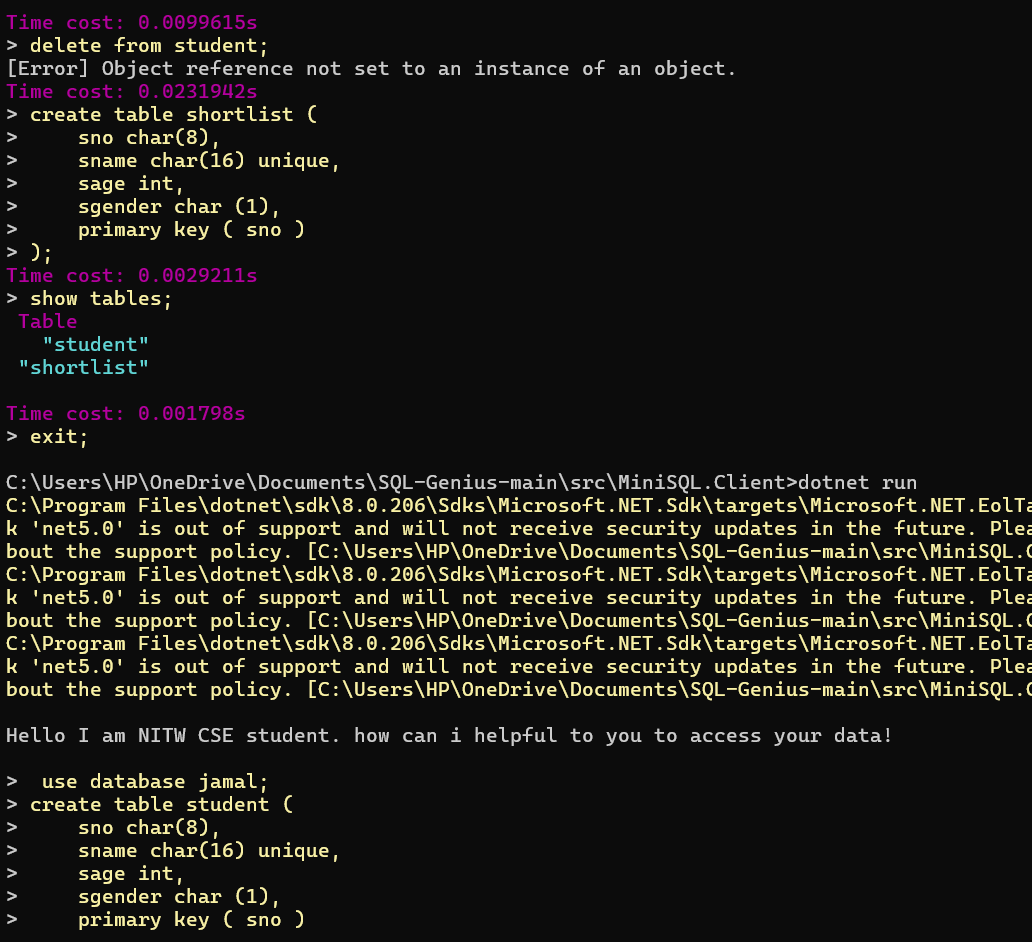 Time cost: 0.0099615s
> delete from student;
[Error] Object reference not set to an instance of an object.
Time cost: 0.0231942s
> create table shortlist (
>     sno char(8),
>     sname char(16) unique,
>     sage int,
>     sgender char (1),
>     primary key ( sno )
> );
Time cost: 0.0029211s
> show tables;
Table
"student"
"shortlist"
Time cost: 0.001798s
> exit;
C:\Users\HP\OneDrive\Documents\SQL-Genius-main\src\MiniSQL.Client>dotnet run
C:\Program Files\dotnet\sdk\8.0.206\Sdks\Microsoft.NET.Sdk\targets\Microsoft.NET.EolTa
k 'net5.0' is out of support and will not receive security updates in the future. Plea
bout the support policy. [C:\Users\HP\OneDrive\Documents\SQL-Genius-main\src\MiniSQL.C
C:\Program Files\dotnet\sdk\8.0.206\Sdks\Microsoft.NET.Sdk\targets\Microsoft.NET.EolTa
k 'net5.0' is out of support and will not receive security updates in the future. Plea
bout the support policy. [C:\Users\HP\OneDrive\Documents\SQL-Genius-main\src\MiniSQL.C
C:\Program Files\dotnet\sdk\8.0.206\Sdks\Microsoft.NET.Sdk\targets\Microsoft.NET.EolTa
k 'net5.0' is out of support and will not receive security updates in the future. Plea
bout the support policy. [C:\Users\HP\OneDrive\Documents\SQL-Genius-main\src\MiniSQL.C
Hello I am NITW CSE student. how can i helpful to you to access your data!
>  use database jamal;
> create table student (
>     sno char(8),
>     sname char(16) unique,
>     sage int,
>     sgender char (1),
>     primary key ( sno )